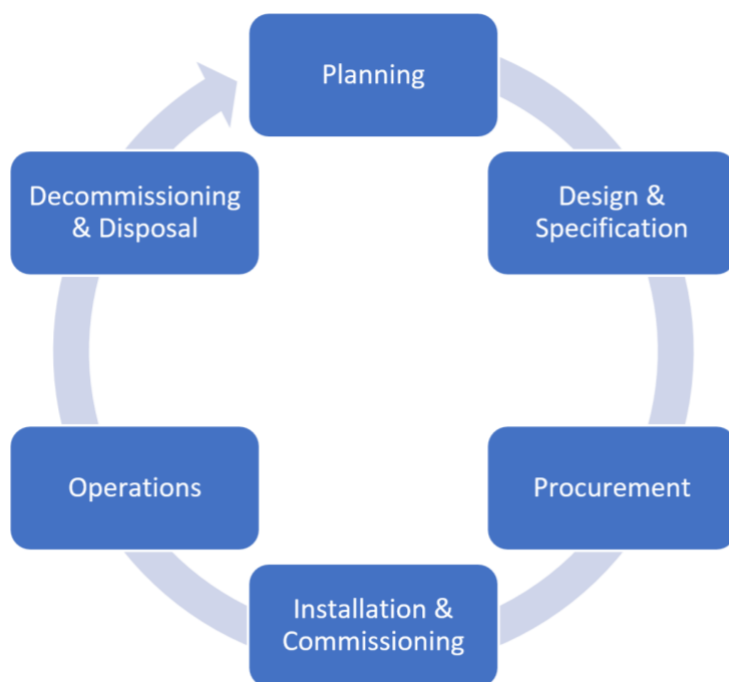 Planning
Design &
Specification
Procurement
Installation &
Commissioning
Operations
Decommissioning
& Disposal